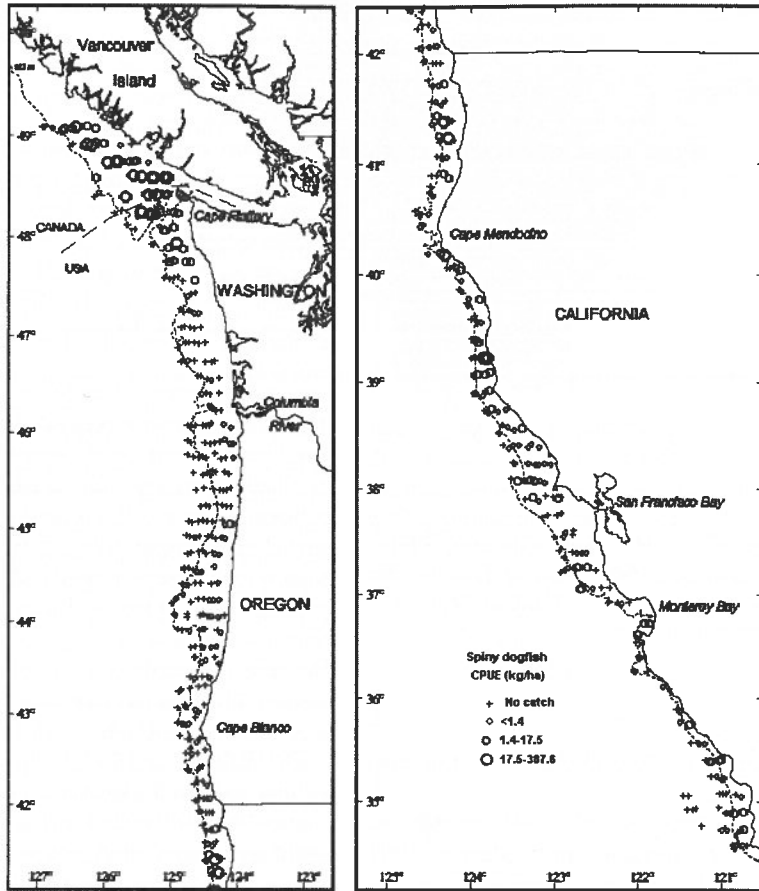 Vancouver
Island
49°
CANADA
USA
48°
Cape Flattery
WASHINGTON
47°
Columbia
River
46°
45°
OREGON
44°
43°
Cape Blanco
42°
127°
126°
125°
124°
123°
42°
41°
Cape Mendocino
40°
CALIFORNIA
39°
38°
San Francisco Bay
37°
Monterey Bay
Spiny dogfish
CPUE (kg/ha)
No catch
<1.4
1.4-17.5
17.5-387.6
36°
35°
125°
124°
123°
122°
121°